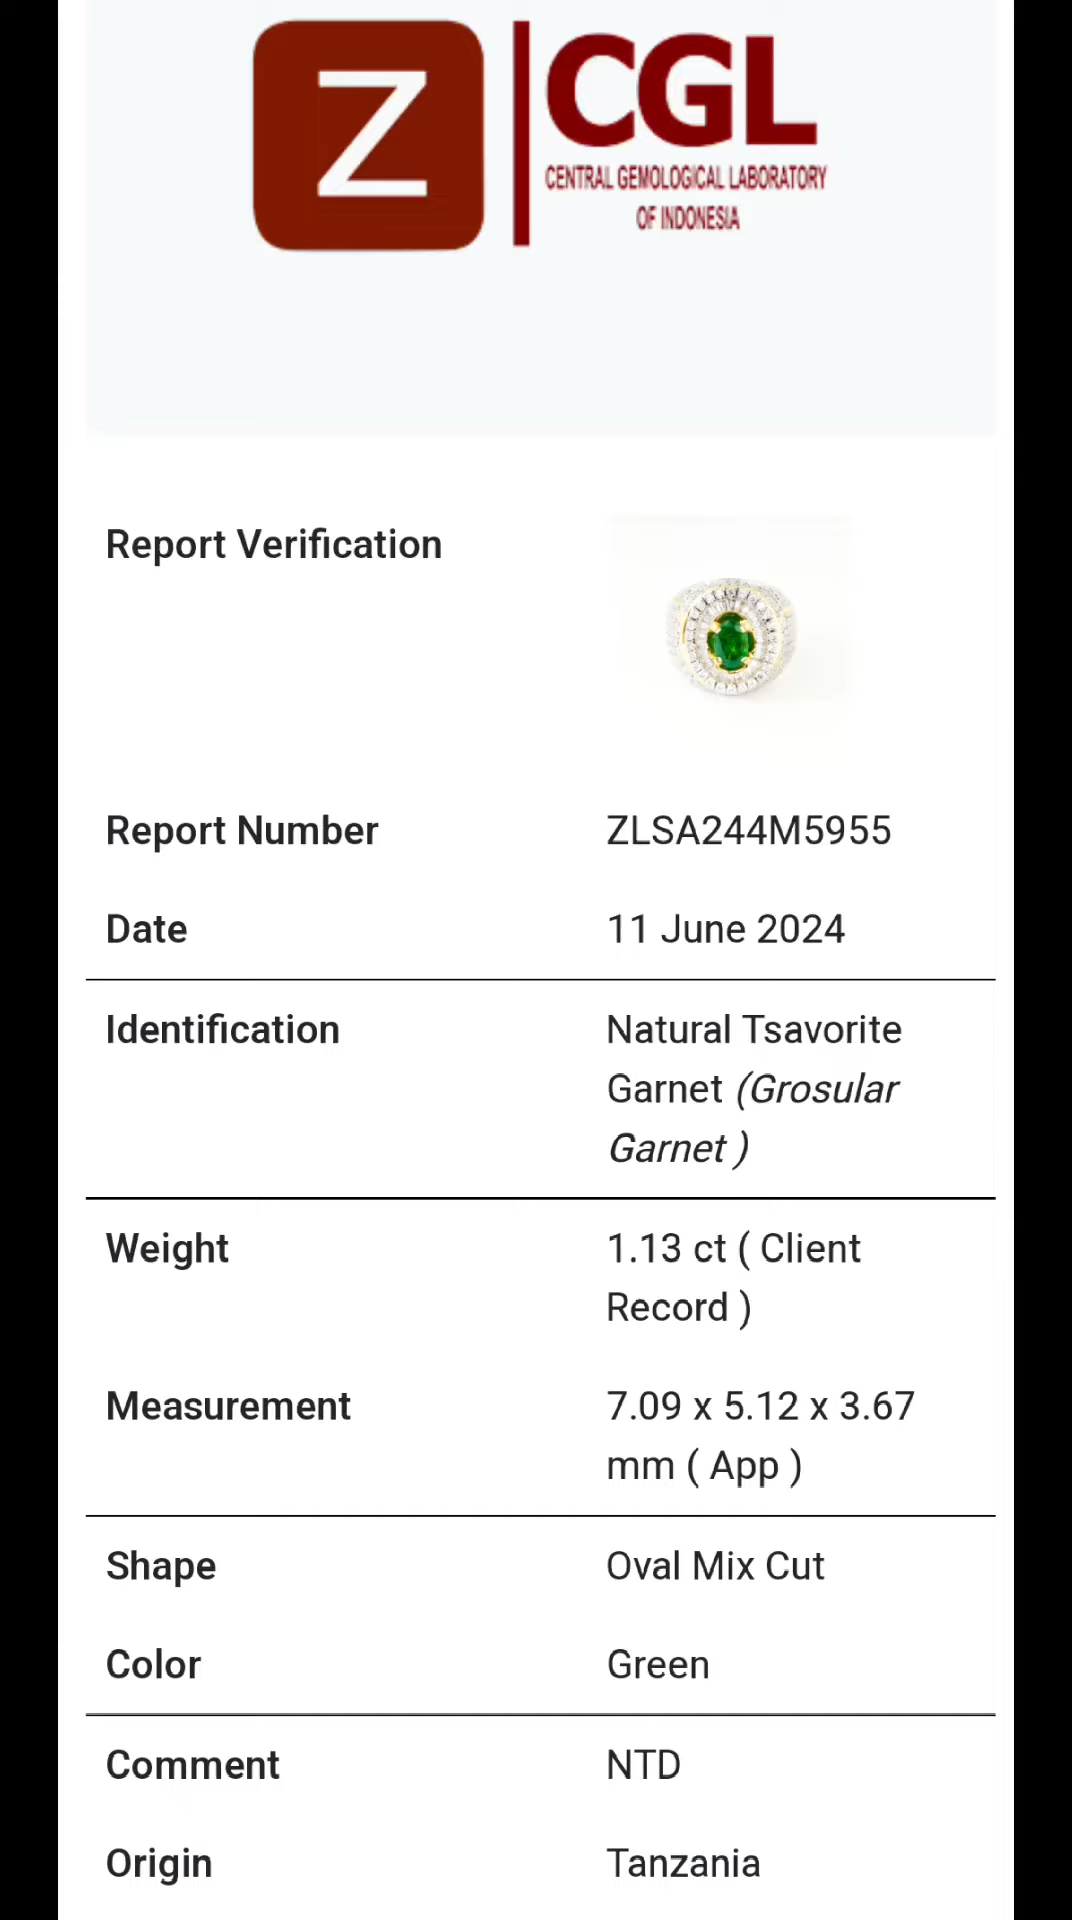 Z
CGL
CENTRAL GEMOLOGICAL LABORATORY
OF INDONESIA
Report Verification
Report Number ZLSA244M5955
Date 11 June 2024
Identification Natural Tsavorite
Garnet (Grosular
Garnet )
Weight 1.13 ct ( Client
Record )
Measurement 7.09 x 5.12 x 3.67
mm ( App )
Shape Oval Mix Cut
Color Green
Comment NTD
Origin Tanzania